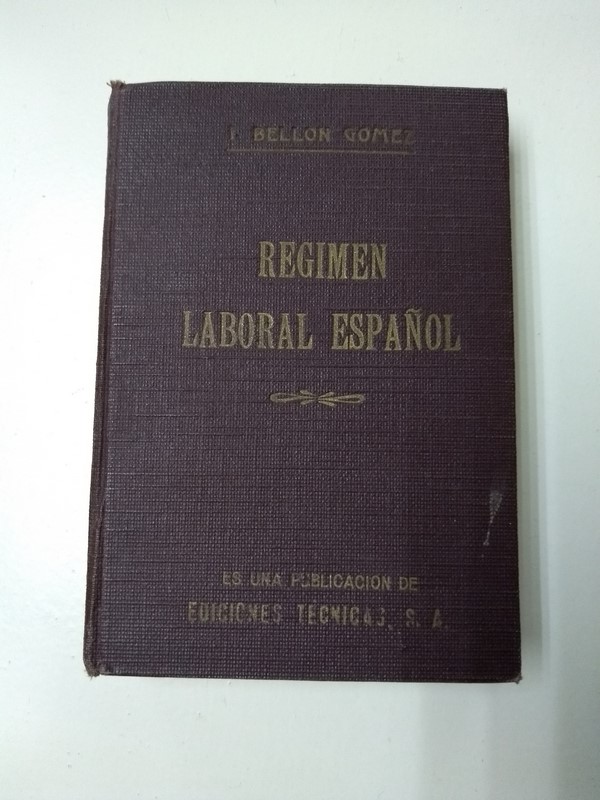 I. BELLON GOMEZ
REGIMEN
LABORAL ESPAÑOL
ES UNA PUBLICACION DE
EDICIONES TECNICAS, S. A.